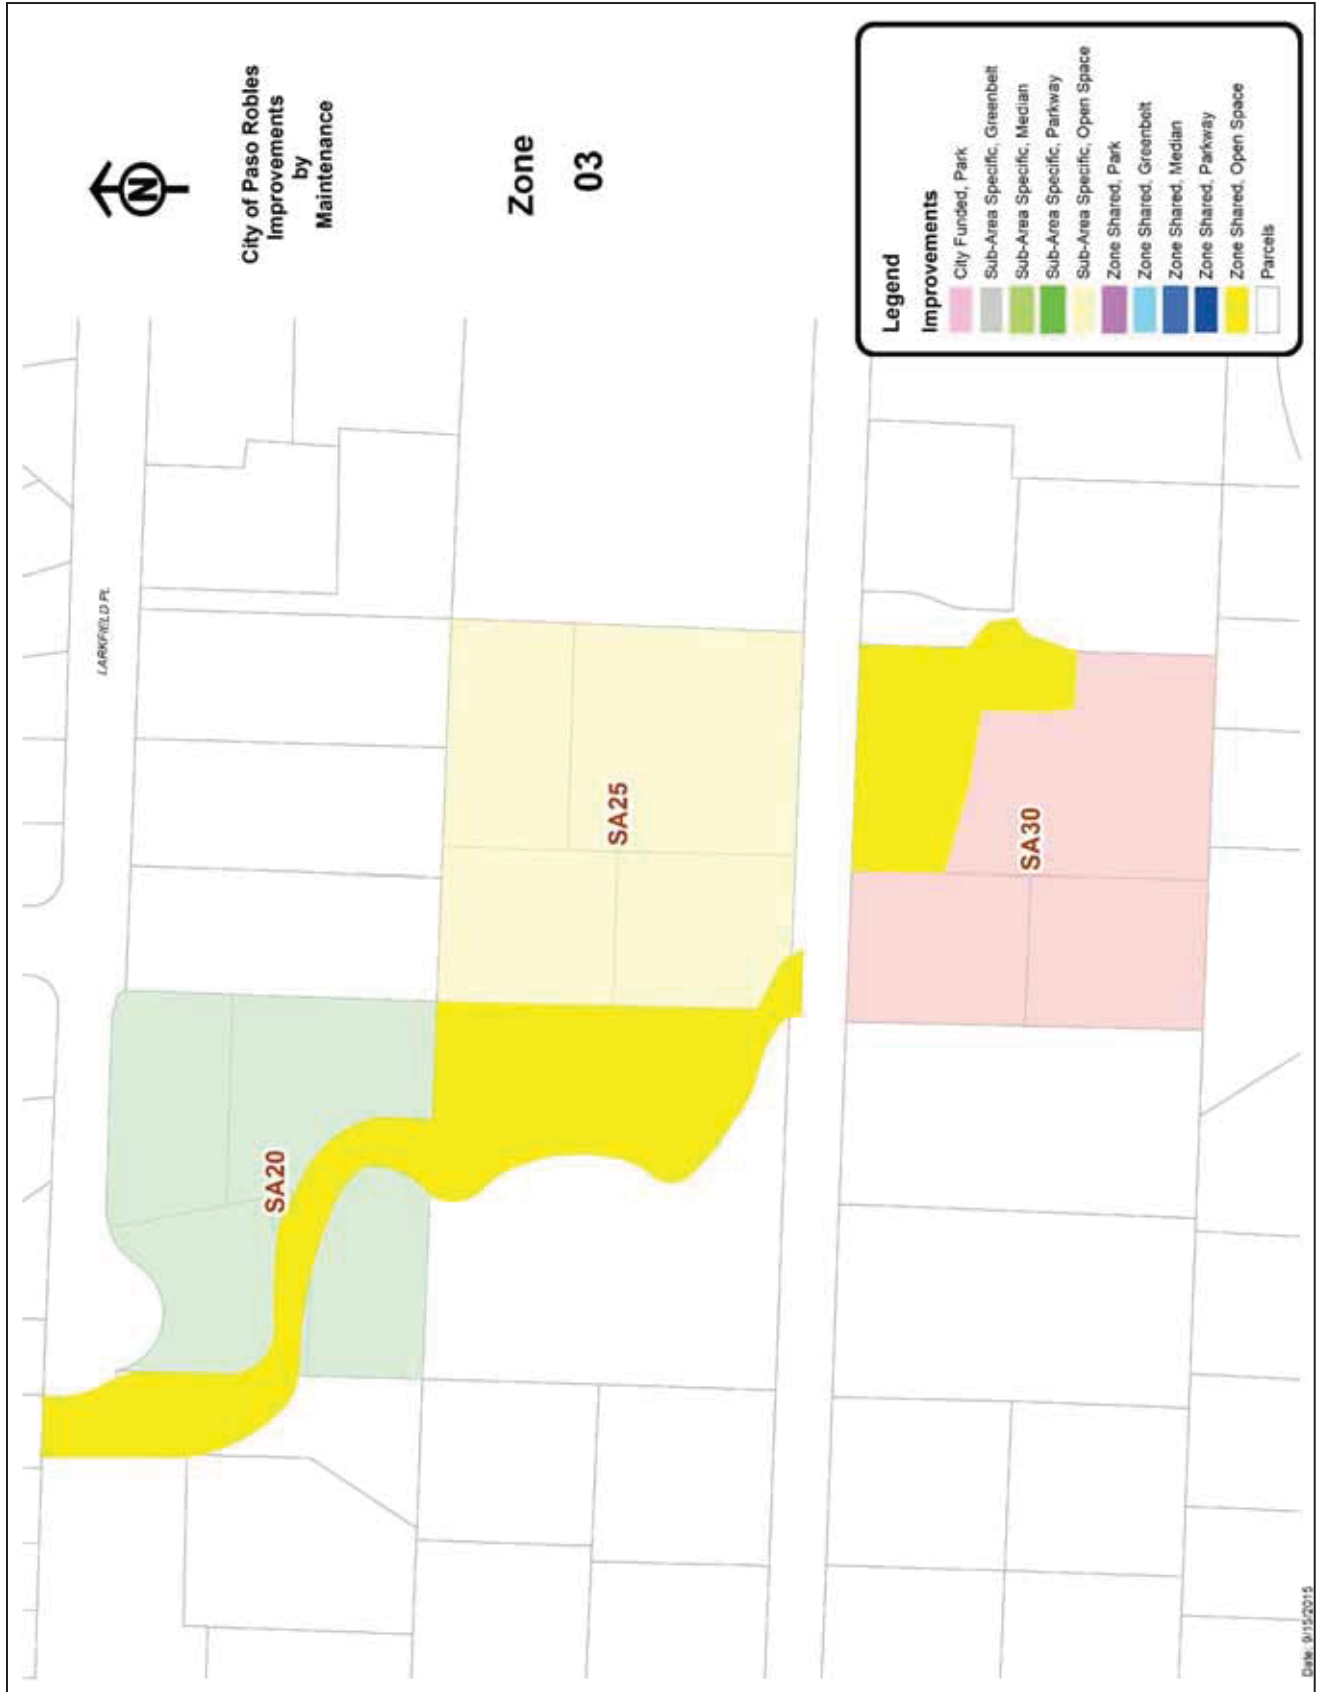 N
City of Paso Robles
Improvements
by
Maintenance
Zone
03
LARKFIELD PL
SA20
SA25
SA30
Legend
Improvements
City Funded, Park
Sub-Area Specific, Greenbelt
Sub-Area Specific, Median
Sub-Area Specific, Parkway
Sub-Area Specific, Open Space
Zone Shared, Park
Zone Shared, Greenbelt
Zone Shared, Median
Zone Shared, Parkway
Zone Shared, Open Space
Parcels
Date: 9/15/2015